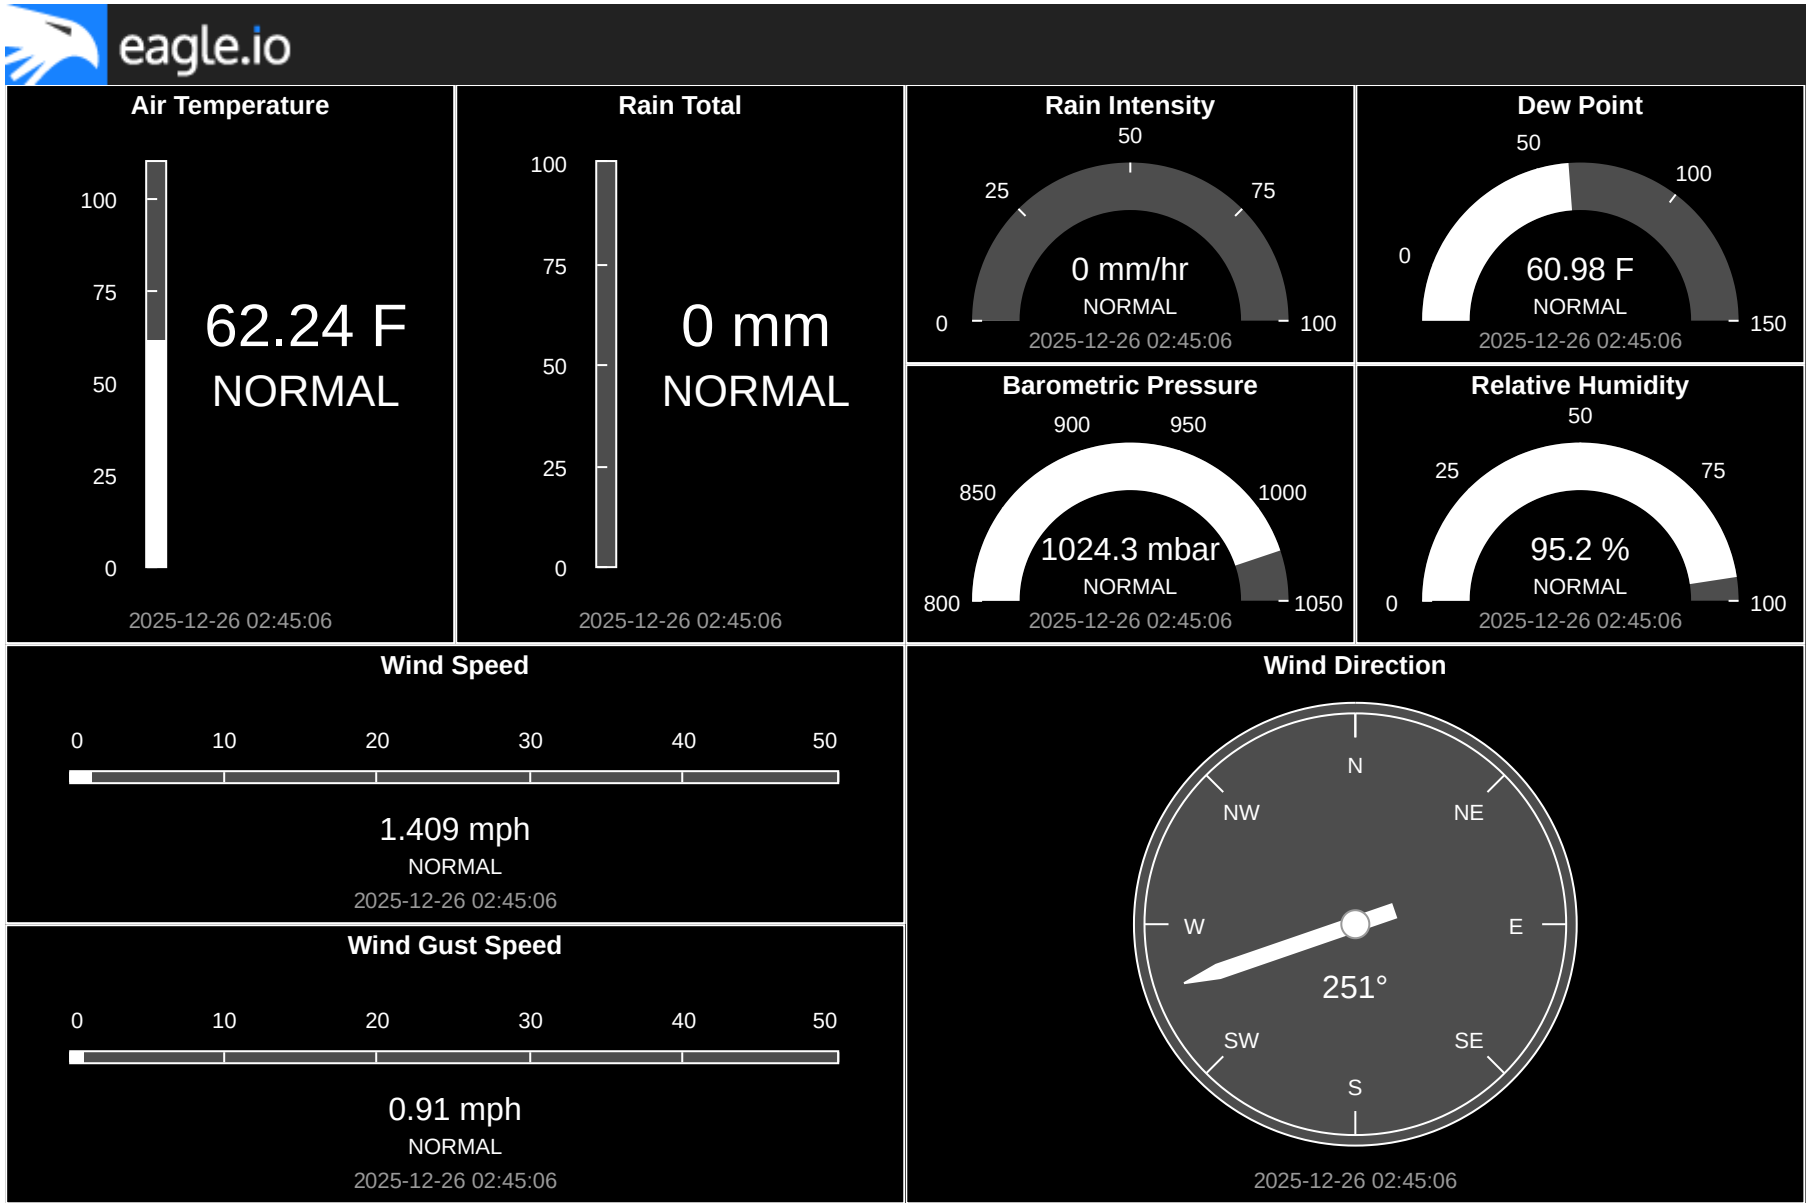 eagle.io
Air Temperature
100
75
50
25
0
62.24 F
NORMAL
2025-12-26 02:45:06
Rain Total
100
75
50
25
0
0 mm
NORMAL
2025-12-26 02:45:06
Rain Intensity
50
25
75
0
100
0 mm/hr
NORMAL
2025-12-26 02:45:06
Dew Point
50
100
0
150
60.98 F
NORMAL
2025-12-26 02:45:06
Barometric Pressure
900
950
850
1000
800
1050
1024.3 mbar
NORMAL
2025-12-26 02:45:06
Relative Humidity
50
25
75
0
100
95.2 %
NORMAL
2025-12-26 02:45:06
Wind Speed
0 10 20 30 40 50
1.409 mph
NORMAL
2025-12-26 02:45:06
Wind Gust Speed
0 10 20 30 40 50
0.91 mph
NORMAL
2025-12-26 02:45:06
Wind Direction
N
NW
NE
W
E
251°
SW
SE
S
2025-12-26 02:45:06